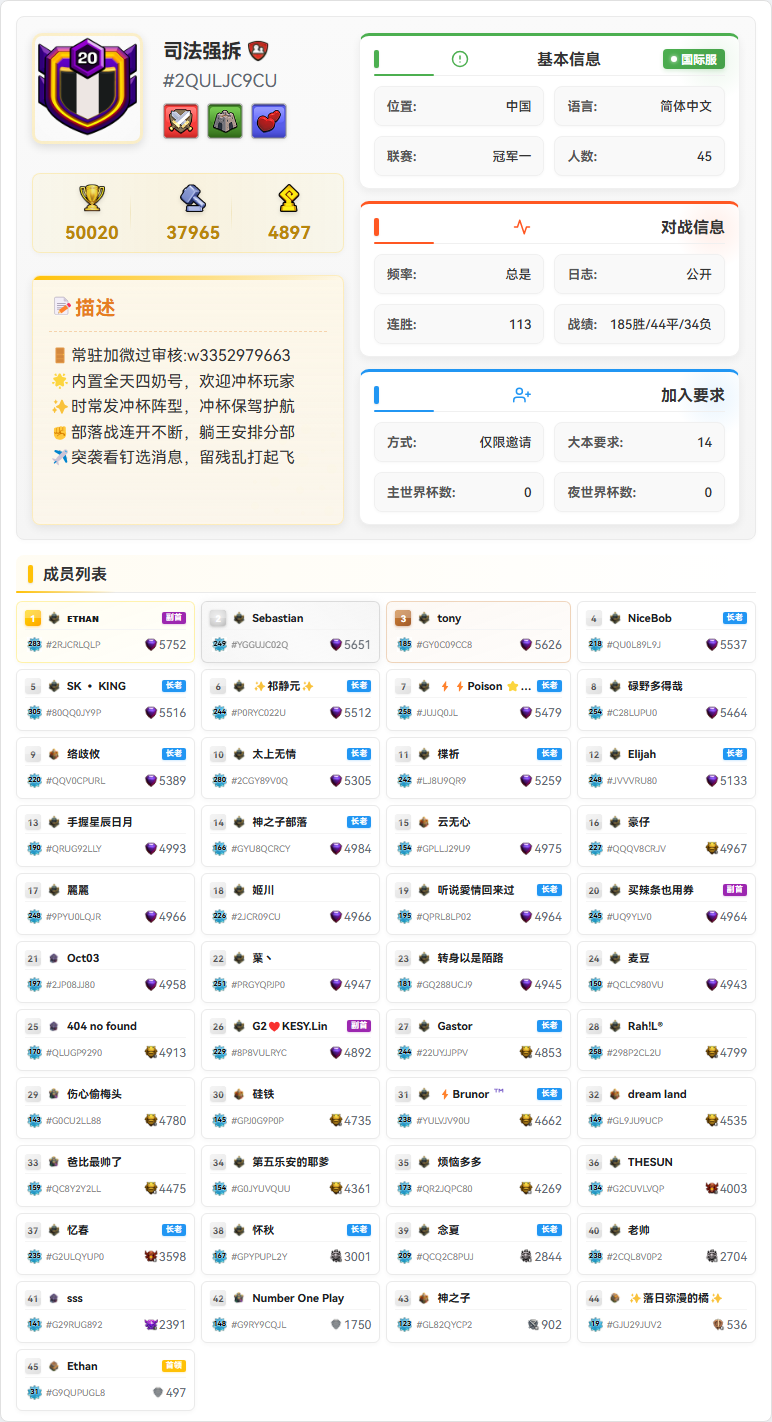 20
司法强拆
#2QULJC9CU
50020 37965 4897
描述
常驻加微过审核:w3352979663
内置全天四奶号，欢迎冲杯玩家
时常发冲杯阵型，冲杯保驾护航
部落战连开不断，躺王安排分部
突袭看钉选消息，留残乱打起飞
基本信息 国际服
位置: 中国 语言: 简体中文
联赛: 冠军一 人数: 45
对战信息
频率: 总是 日志: 公开
连胜: 113 战绩: 185胜/44平/34负
加入要求
方式: 仅限邀请 大本要求: 14
主世界杯数: 0 夜世界杯数: 0
成员列表
1 ETHAN 副首 2 Sebastian 3 tony 4 NiceBob 长老
283 #2RJCRLQLP 5752 249 #YGGUJC02Q 5651 185 #GY0C09CC8 5626 218 #QU0L89L9J 5537
5 SK • KING 长老 6 ✨祁静元✨ 长老 7 ⚡⚡Poison ⭐... 长老 8 碌野多得哉
305 #80QQ0JY9P 5516 244 #P0RYC022U 5512 258 #JUJQ0JL 5479 254 #C28LUPU0 5464
9 络歧攸 长老 10 太上无情 长老 11 楪祈 长老 12 Elijah 长老
220 #QQV0CPURL 5389 280 #2CGY89V0Q 5305 242 #LJ8U9QR9 5259 248 #JVVVRU80 5133
13 手握星辰日月 14 神之子部落 长老 15 云无心 16 豪仔
190 #QRUG92LLY 4993 166 #GYU8QCRCY 4984 154 #GPLLJ29U9 4975 227 #QQQV8CRJV 4967
17 麗麗 18 姬川 19 听说爱情回来过 长老 20 买辣条也用券 副首
248 #9PYU0LQJR 4966 226 #2JCR09CU 4966 195 #QPRL8LP02 4964 245 #UQ9YLV0 4964
21 Oct03 22 葉丶 23 转身以是陌路 24 麦豆
197 #2JP08JJ80 4958 251 #PRGYQPJP0 4947 181 #GQ288UCJ9 4945 150 #QCLC980VU 4943
25 404 no found 26 G2❤️KESY.Lin 副首 27 Gastor 长老 28 Rah!L®
170 #QLUGP9290 4913 229 #8P8VULRYC 4892 244 #22UYJJPPV 4853 258 #298P2CL2U 4799
29 伤心偷梅头 30 硅铁 31 ⚡Brunor ™ 长老 32 dream land
143 #G0CU2LL88 4780 145 #GPJ0G9P0P 4735 238 #YULVJV90U 4662 149 #GL9JU9UCP 4535
33 爸比最帅了 34 第五乐安的耶爹 35 烦恼多多 36 THESUN
159 #QC8Y2Y2LL 4475 154 #G0JYUVQUU 4361 173 #QR2JQPC80 4269 134 #G2CUVLVQP 4003
37 忆春 长老 38 怀秋 长老 39 念夏 长老 40 老帅
235 #G2ULQYUP0 3598 167 #GPYPUPL2Y 3001 209 #QCQ2C8PUJ 2844 238 #2CQL8V0P2 2704
41 sss 42 Number One Play 43 神之子 44 ✨落日弥漫的橘✨
141 #G29RUG892 2391 148 #G9RY9CQJL 1750 123 #GL82QYCP2 902 19 #GJU29JUV2 536
45 Ethan 首领
31 #G9QUPUGL8 497